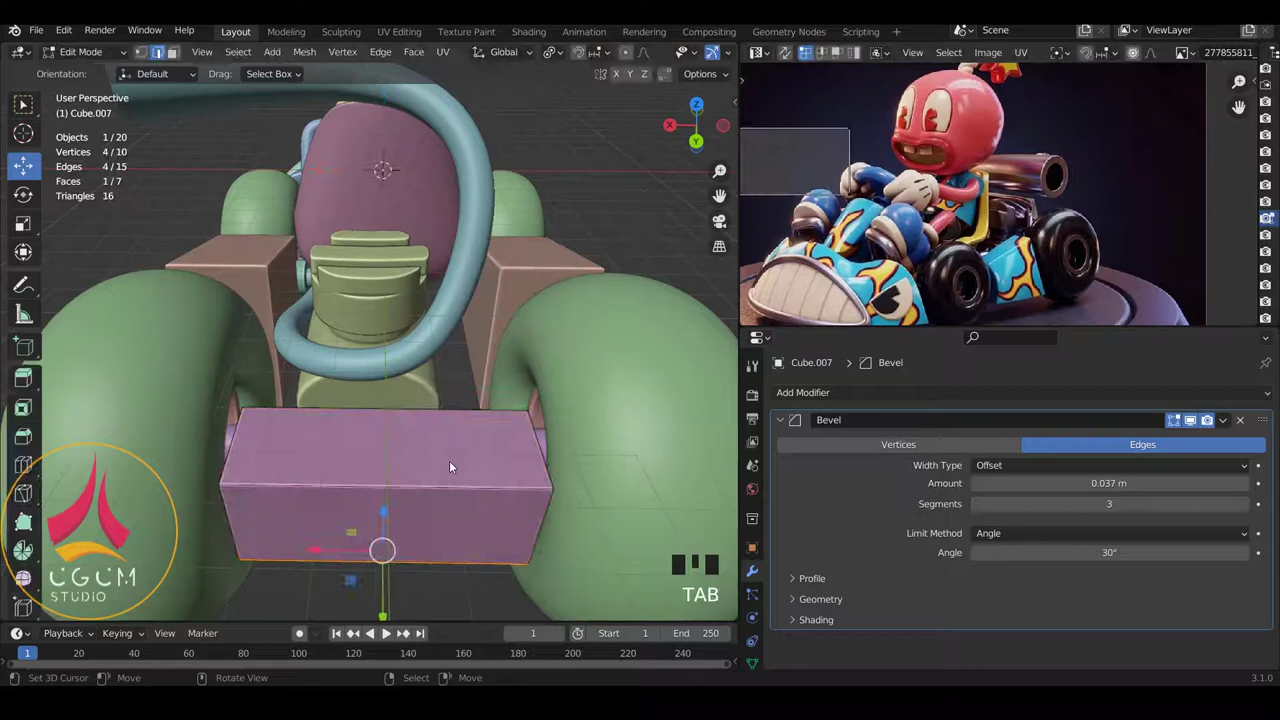 File Edit Render Window Help Layout Modeling Sculpting UV Editing Texture Paint Shading Animation Rendering Compositing Geometry Nodes Scripting + Scene ViewLayer
Edit Mode View Select Add Mesh Vertex Edge Face UV Global View Select Image UV 277855811_
Orientation: Default Drag: Select Box X Y Z Options
User Perspective
(1) Cube.007
Objects 1 / 20
Vertices 4 / 10
Edges 4 / 15
Faces 1 / 7
Triangles 16
Z
X
Y
Cube.007 Bevel
Add Modifier
Bevel
Vertices Edges
Width Type Offset
Amount 0.037 m
Segments 3
Limit Method Angle
Angle 30°
Profile
Geometry
Shading
CGCM
STUDIO
TAB
Playback Keying View Marker 1 Start 1 End 250
1 20 40 60 80 100 120 140 160 180 200 220 240
Set 3D Cursor Move Rotate View Select Move 3.1.0